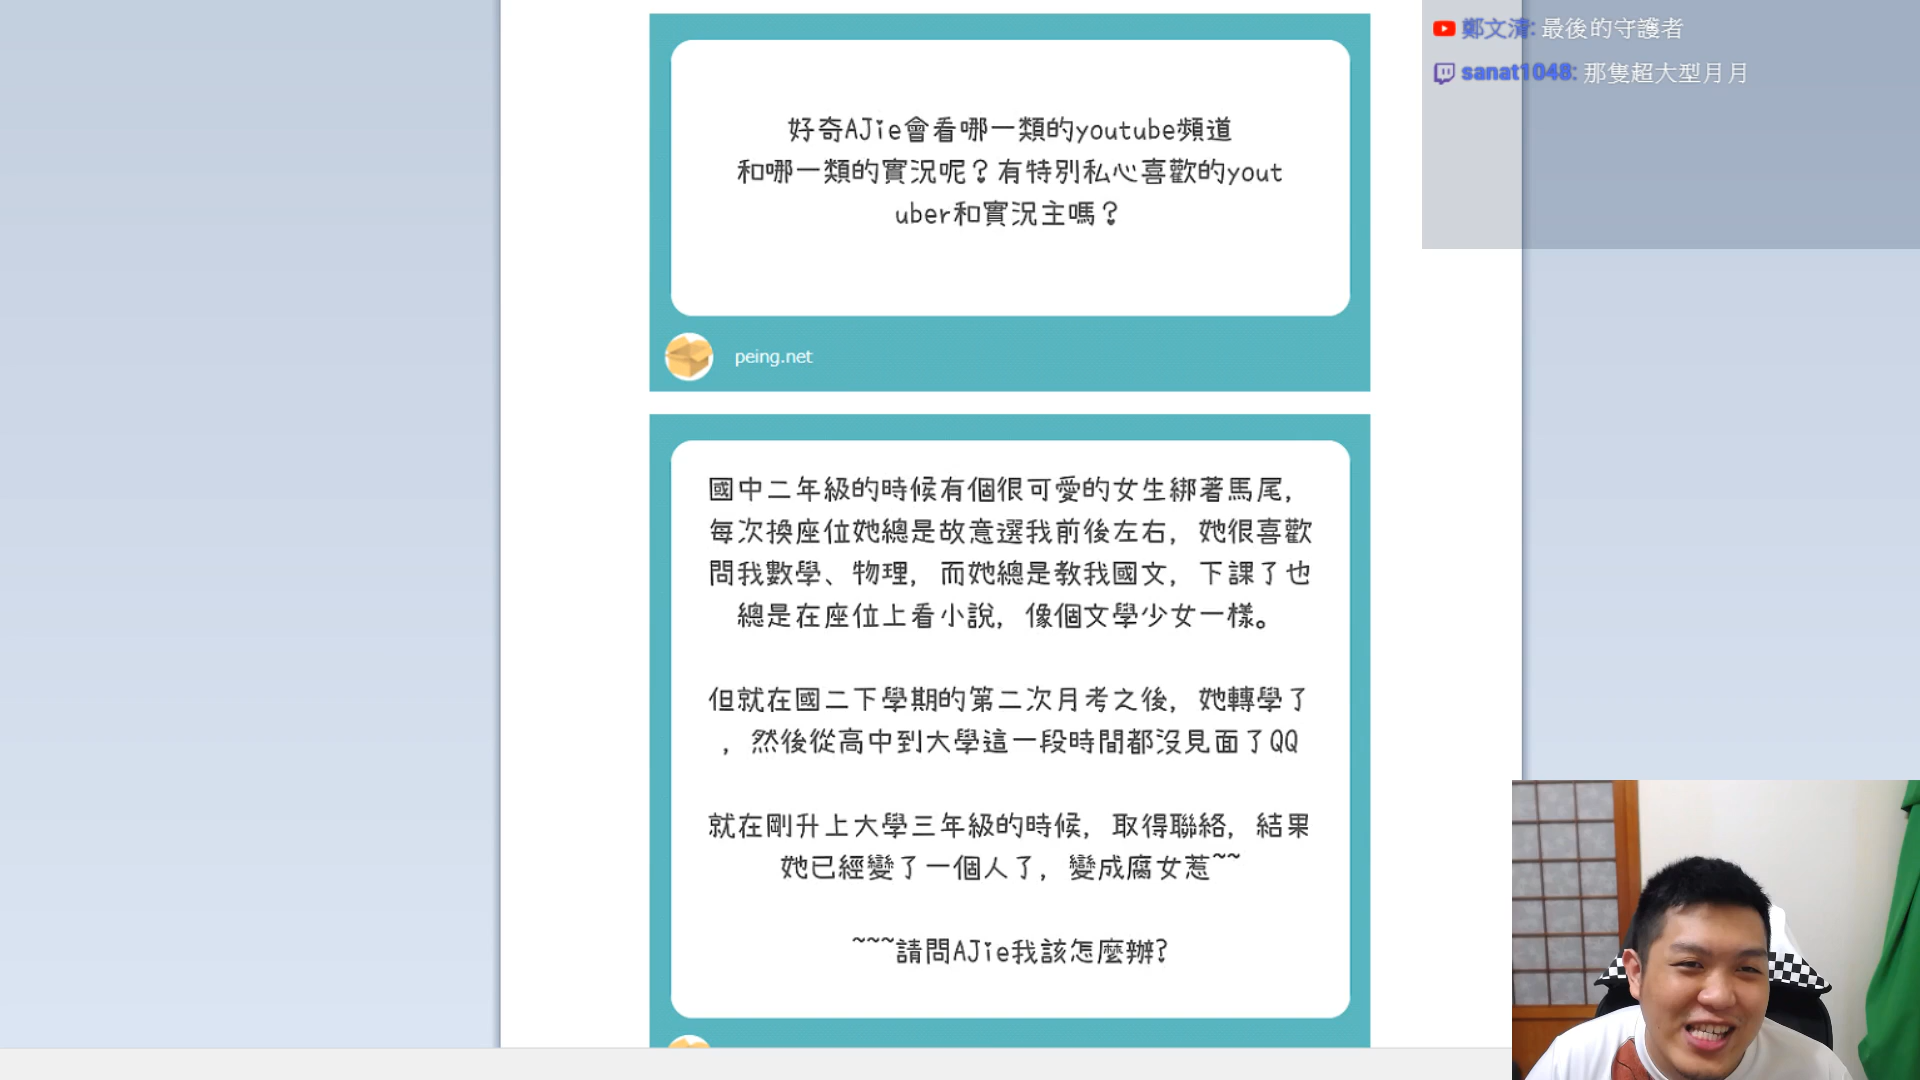 好奇AJie會看哪一類的youtube頻道
和哪一類的實況呢？有特別私心喜歡的yout
uber和實況主嗎？
peing.net
國中二年級的時候有個很可愛的女生綁著馬尾，
每次換座位她總是故意選我前後左右，她很喜歡
問我數學、物理，而她總是教我國文，下課了也
總是在座位上看小說，像個文學少女一樣。
但就在國二下學期的第二次月考之後，她轉學了
，然後從高中到大學這一段時間都沒見面了QQ
就在剛升上大學三年級的時候，取得聯絡，結果
她已經變了一個人了，變成腐女惹~~
~~~請問AJie我該怎麼辦?
鄭文清: 最後的守護者
sanat1048: 那隻超大型月月